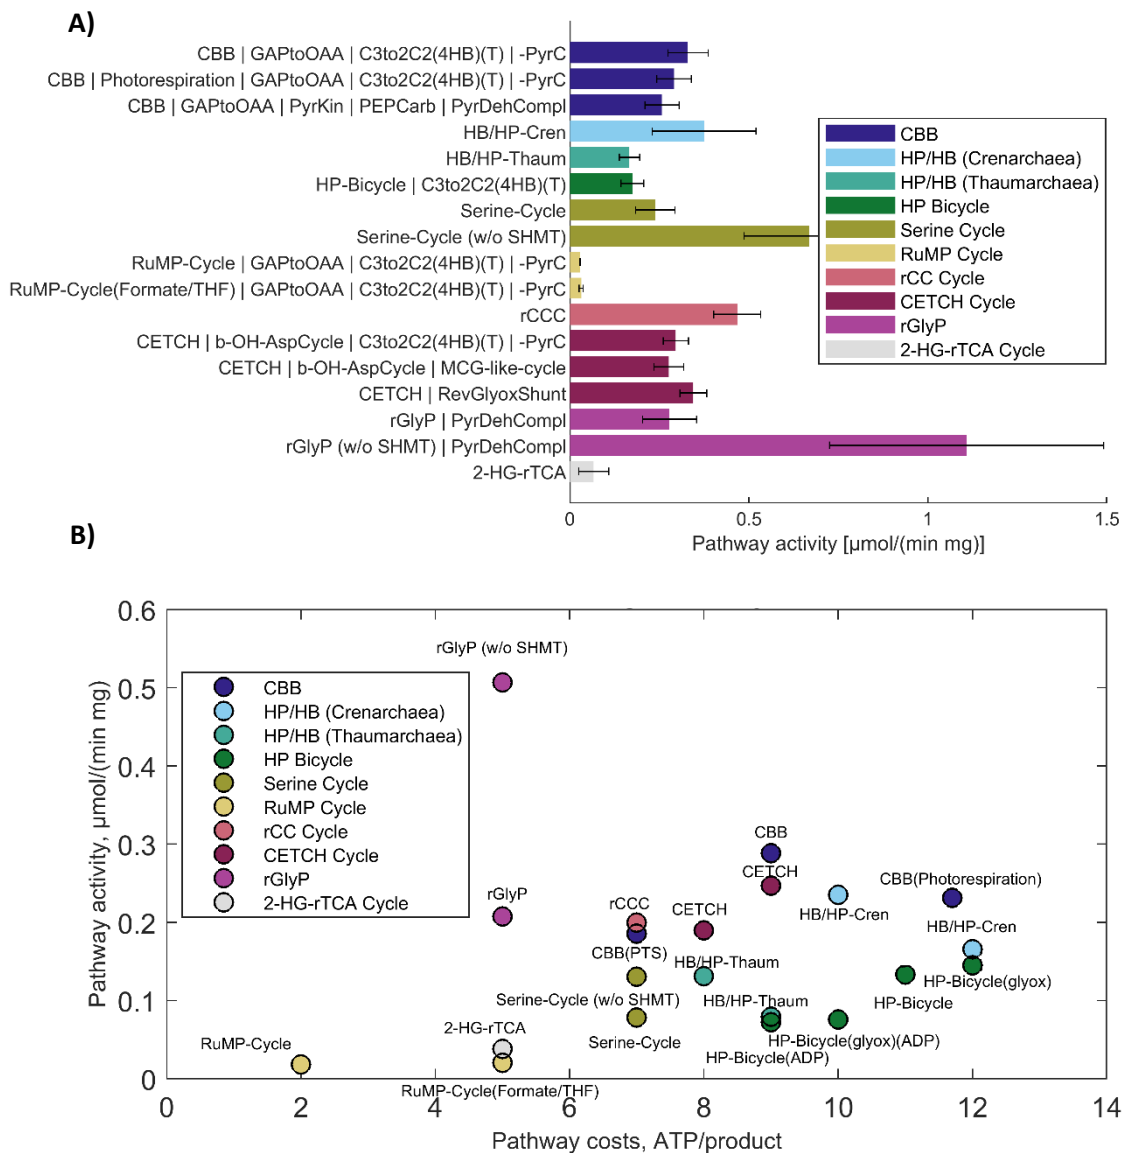 A)
CBB | GAPtoOAA | C3to2C2(4HB)(T) | -PyrC
CBB | Photorespiration | GAPtoOAA | C3to2C2(4HB)(T) | -PyrC
CBB | GAPtoOAA | PyrKin | PEPCarb | PyrDehCompl
HB/HP-Cren
HB/HP-Thaum
HP-Bicycle | C3to2C2(4HB)(T)
Serine-Cycle
Serine-Cycle (w/o SHMT)
RuMP-Cycle | GAPtoOAA | C3to2C2(4HB)(T) | -PyrC
RuMP-Cycle(Formate/THF) | GAPtoOAA | C3to2C2(4HB)(T) | -PyrC
rCCC
CETCH | b-OH-AspCycle | C3to2C2(4HB)(T) | -PyrC
CETCH | b-OH-AspCycle | MCG-like-cycle
CETCH | RevGlyoxShunt
rGlyP | PyrDehCompl
rGlyP (w/o SHMT) | PyrDehCompl
2-HG-rTCA
CBB
HP/HB (Crenarchaea)
HP/HB (Thaumarchaea)
HP Bicycle
Serine Cycle
RuMP Cycle
rCC Cycle
CETCH Cycle
rGlyP
2-HG-rTCA Cycle
0 0.5 1 1.5
Pathway activity [µmol/(min mg)]
B)
0.6
0.5
0.4
0.3
0.2
0.1
0
Pathway activity, µmol/(min mg)
rGlyP (w/o SHMT)
CBB
HP/HB (Crenarchaea)
HP/HB (Thaumarchaea)
HP Bicycle
Serine Cycle
RuMP Cycle
rCC Cycle
CETCH Cycle
rGlyP
2-HG-rTCA Cycle
CBB
CETCH
CBB(Photorespiration)
rGlyP
rCCC
CETCH
HB/HP-Cren
HB/HP-Cren
CBB(PTS)
HB/HP-Thaum
HP-Bicycle(glyox)
Serine-Cycle (w/o SHMT)
HB/HP-Thaum
HP-Bicycle
2-HG-rTCA
RuMP-Cycle
Serine-Cycle
HP-Bicycle(glyox)(ADP)
HP-Bicycle(ADP)
RuMP-Cycle(Formate/THF)
0 2 4 6 8 10 12 14
Pathway costs, ATP/product